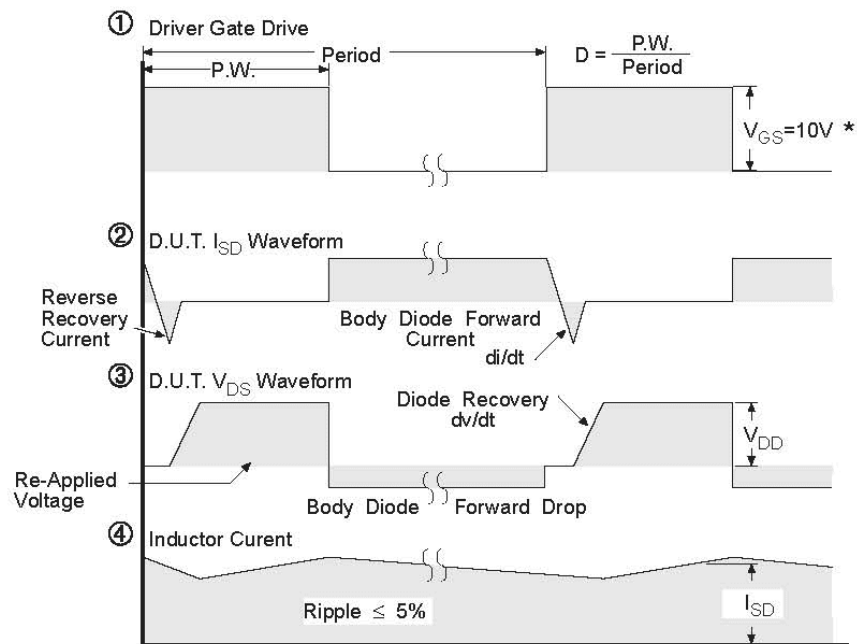 ① Driver Gate Drive
P.W.
Period
D = P.W.
Period
V_GS=10V *
② D.U.T. I_SD Waveform
Reverse
Recovery
Current
Body Diode Forward
Current
di/dt
③ D.U.T. V_DS Waveform
Diode Recovery
dv/dt
V_DD
Re-Applied
Voltage
Body Diode Forward Drop
④ Inductor Curent
Ripple ≤ 5%
I_SD